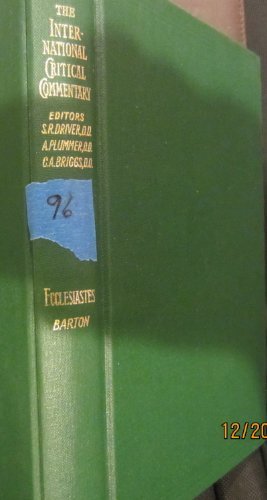 THE
INTER-
NATIONAL
CRITICAL
COMMENTARY
EDITORS
S.R.DRIVER,D.D.
A.PLUMMER,D.D.
C.A.BRIGGS,D.D.
96
ECCLESIASTES
BARTON
12/20